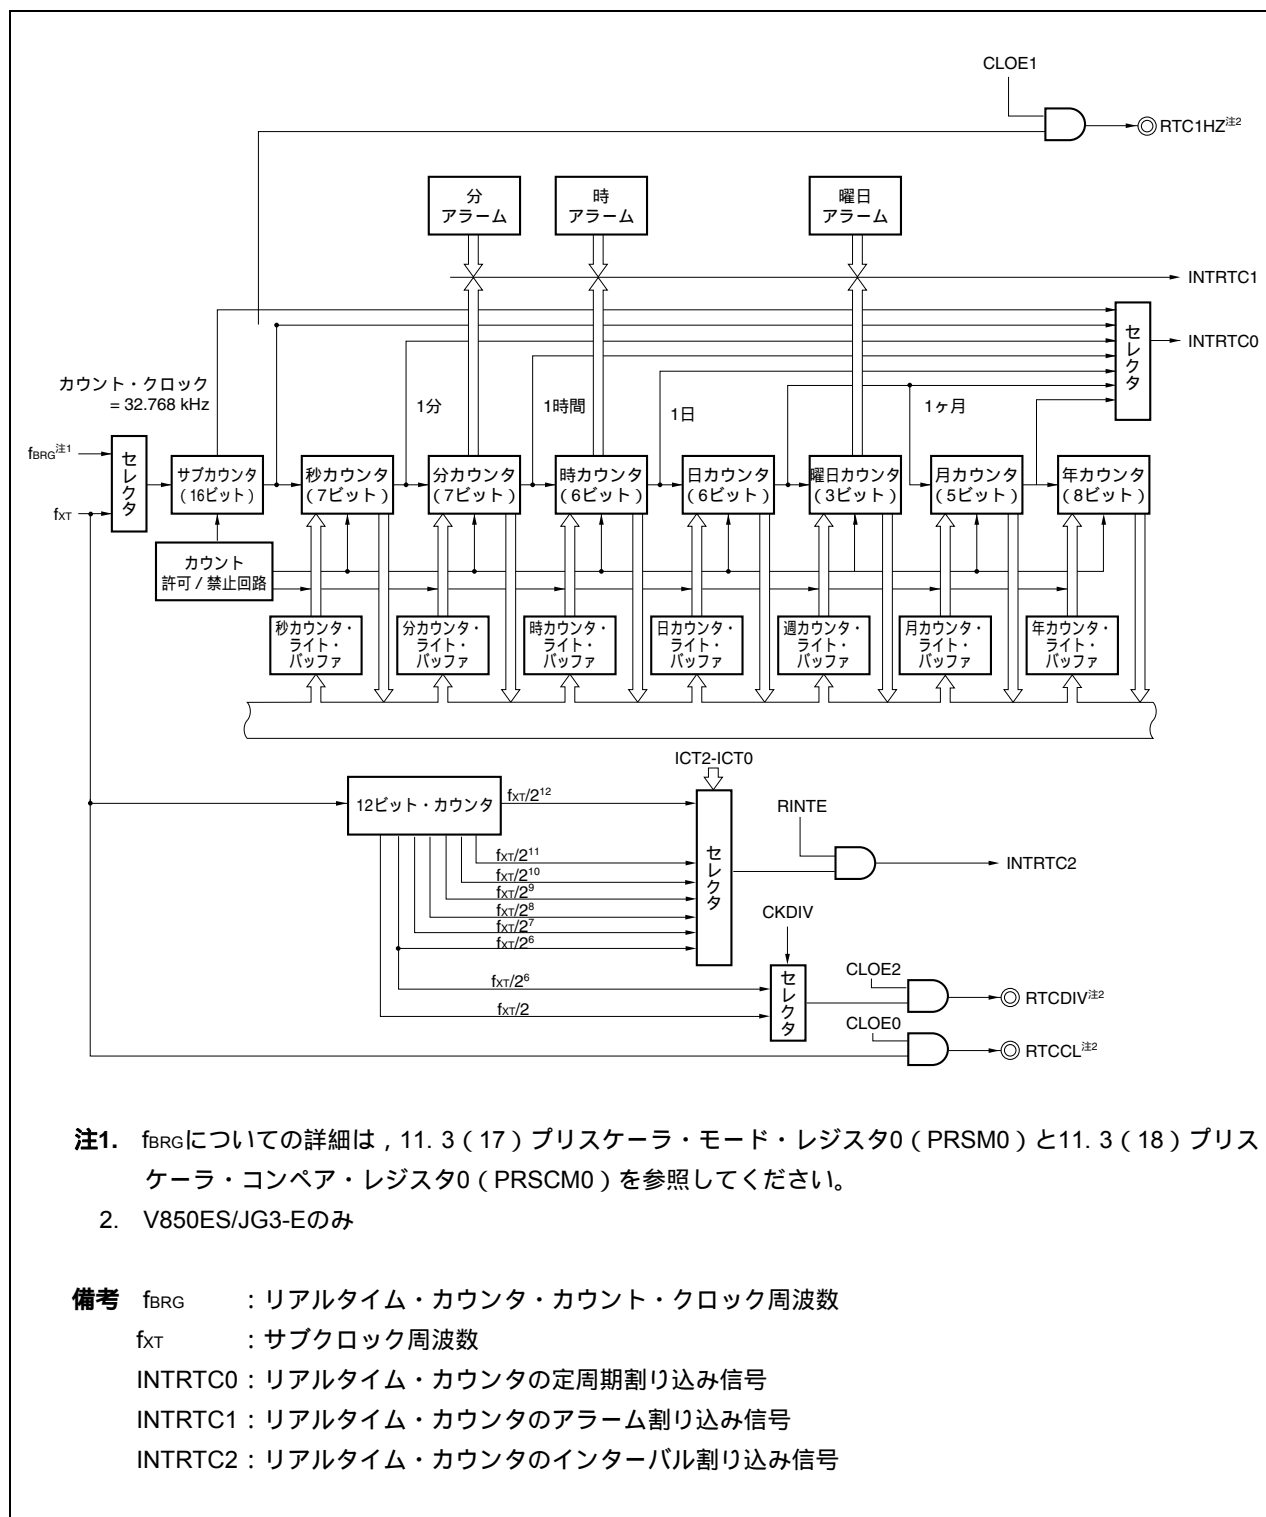 CLOE1
RTC1HZ注2
分
アラーム
時
アラーム
曜日
アラーム
INTRTC1
セレクタ
INTRTC0
カウント・クロック
= 32.768 kHz
1分
1時間
1日
1ヶ月
fBRG注1
fXT
セレクタ
サブカウンタ
(16ビット)
秒カウンタ
(7ビット)
分カウンタ
(7ビット)
時カウンタ
(6ビット)
日カウンタ
(6ビット)
曜日カウンタ
(3ビット)
月カウンタ
(5ビット)
年カウンタ
(8ビット)
カウント
許可/禁止回路
秒カウンタ・
ライト・
バッファ
分カウンタ・
ライト・
バッファ
時カウンタ・
ライト・
バッファ
日カウンタ・
ライト・
バッファ
週カウンタ・
ライト・
バッファ
月カウンタ・
ライト・
バッファ
年カウンタ・
ライト・
バッファ
ICT2-ICT0
12ビット・カウンタ
fXT/2^12
fXT/2^11
fXT/2^10
fXT/2^9
fXT/2^8
fXT/2^7
fXT/2^6
セレクタ
RINTE
INTRTC2
CKDIV
fXT/2^6
fXT/2
セレクタ
CLOE2
RTCDIV注2
CLOE0
RTCCL注2
注1. fBRGについての詳細は,11. 3(17)プリスケーラ・モード・レジスタ0(PRSM0)と11. 3(18)プリス
ケーラ・コンペア・レジスタ0(PRSCM0)を参照してください。
2. V850ES/JG3-Eのみ
備考 fBRG :リアルタイム・カウンタ・カウント・クロック周波数
fXT :サブクロック周波数
INTRTC0:リアルタイム・カウンタの定周期割り込み信号
INTRTC1:リアルタイム・カウンタのアラーム割り込み信号
INTRTC2:リアルタイム・カウンタのインターバル割り込み信号